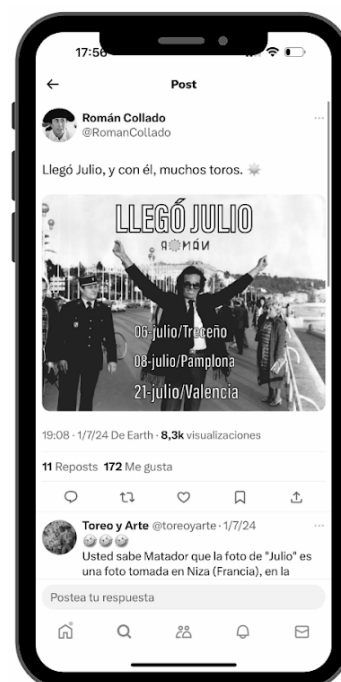 17:56
Post
Román Collado
@RomanCollado
Llegó Julio, y con él, muchos toros.
LLEGÓ JULIO
ROMÁN
06-julio/Treceño
08-julio/Pamplona
21-julio/Valencia
19:08 · 1/7/24 De Earth · 8,3k visualizaciones
11 Reposts 172 Me gusta
Toreo y Arte @toreoyarte · 1/7/24
Usted sabe Matador que la foto de "Julio" es
una foto tomada en Niza (Francia), en la
Postea tu respuesta